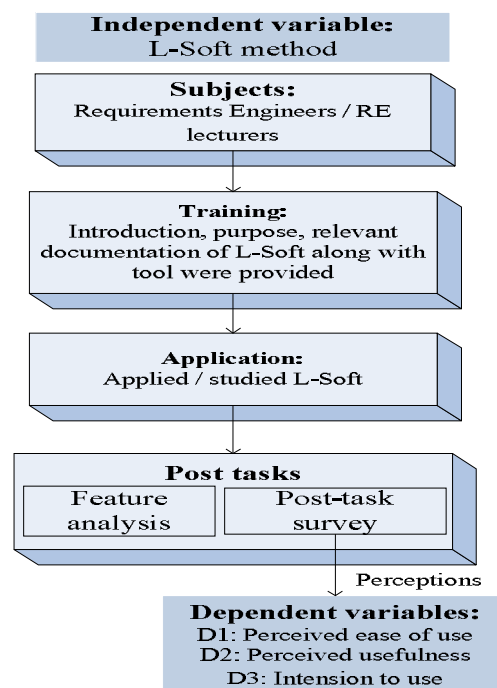 Independent variable:
L-Soft method
Subjects:
Requirements Engineers / RE
lecturers
Training:
Introduction, purpose, relevant
documentation of L-Soft along with
tool were provided
Application:
Applied / studied L-Soft
Post tasks
Feature
analysis
Post-task
survey
Perceptions
Dependent variables:
D1: Perceived ease of use
D2: Perceived usefulness
D3: Intension to use